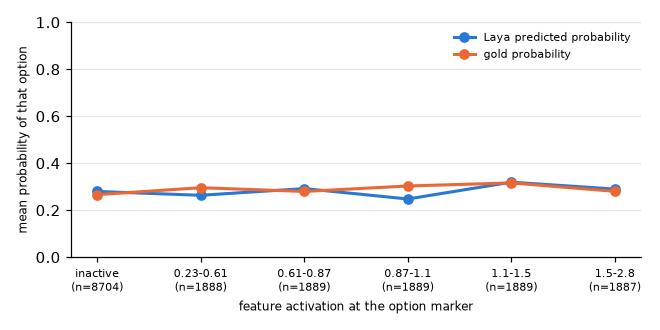 1.0
0.8
0.6
0.4
0.2
0.0
mean probability of that option
Laya predicted probability
gold probability
inactive (n=8704)
0.23-0.61 (n=1888)
0.61-0.87 (n=1889)
0.87-1.1 (n=1889)
1.1-1.5 (n=1889)
1.5-2.8 (n=1887)
feature activation at the option marker